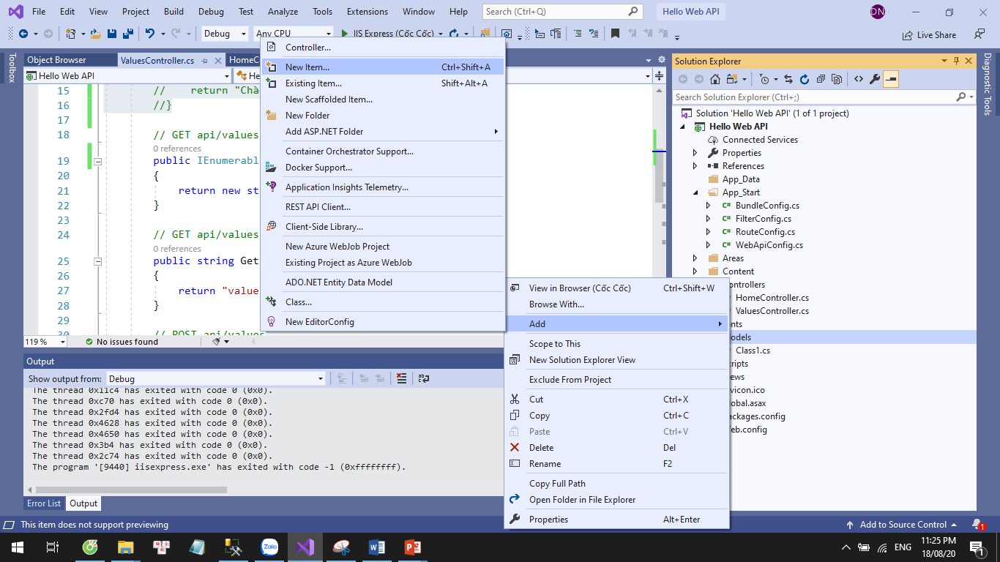 File Edit View Project Build Debug Test Analyze Tools Extensions Window Help Search (Ctrl+Q) Hello Web API DN
Debug Any CPU IIS Express (Cốc Cốc) Live Share
Toolbox
Object Browser ValuesController.cs HomeC
Hello Web API He
15 // return "Chà
16 //}
17
18 // GET api/values
0 references
19 public IEnumerabl
20 {
21 return new st
22 }
23
24 // GET api/values
0 references
25 public string Get
26 {
27 return "value
28 }
29
30 // POST api/values
119 % No issues found
Controller...
New Item... Ctrl+Shift+A
Existing Item... Shift+Alt+A
New Scaffolded Item...
New Folder
Add ASP.NET Folder
Container Orchestrator Support...
Docker Support...
Application Insights Telemetry...
REST API Client...
Client-Side Library...
New Azure WebJob Project
Existing Project as Azure WebJob
ADO.NET Entity Data Model
Class...
New EditorConfig
View in Browser (Cốc Cốc) Ctrl+Shift+W
Browse With...
Add
Scope to This
New Solution Explorer View
Exclude From Project
Cut Ctrl+X
Copy Ctrl+C
Paste Ctrl+V
Delete Del
Rename F2
Copy Full Path
Open Folder in File Explorer
Properties Alt+Enter
Solution Explorer
Search Solution Explorer (Ctrl+;)
Solution 'Hello Web API' (1 of 1 project)
Hello Web API
Connected Services
Properties
References
App_Data
App_Start
BundleConfig.cs
FilterConfig.cs
RouteConfig.cs
WebApiConfig.cs
Areas
Content
ontrollers
HomeController.cs
ValuesController.cs
nts
odels
Class1.cs
ripts
ews
vicon.ico
obal.asax
ackages.config
eb.config
Diagnostic Tools
Output
Show output from: Debug
The thread 0x11c4 has exited with code 0 (0x0).
The thread 0xc70 has exited with code 0 (0x0).
The thread 0x2fd4 has exited with code 0 (0x0).
The thread 0x4628 has exited with code 0 (0x0).
The thread 0x4650 has exited with code 0 (0x0).
The thread 0x3b4 has exited with code 0 (0x0).
The thread 0x2c74 has exited with code 0 (0x0).
The program '[9440] iisexpress.exe' has exited with code -1 (0xffffffff).
Error List Output
This item does not support previewing Add to Source Control 1
Zalo ENG 11:25 PM
18/08/20 1